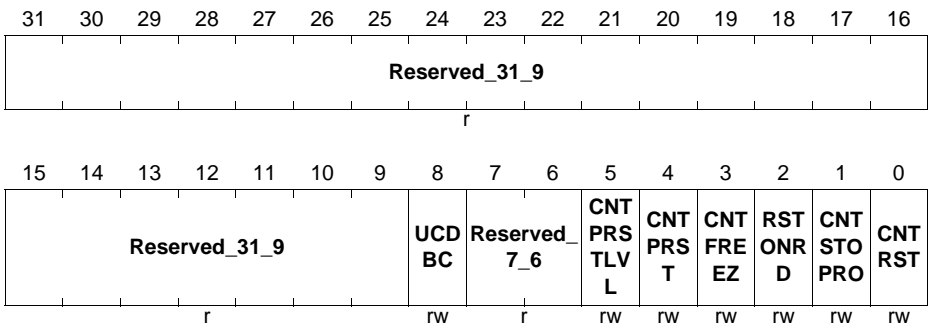 31 30 29 28 27 26 25 24 23 22 21 20 19 18 17 16
Reserved_31_9
r
15 14 13 12 11 10 9 8 7 6 5 4 3 2 1 0
Reserved_31_9
UCD
BC
Reserved_
7_6
CNT
PRS
TLV
L
CNT
PRS
T
CNT
FRE
EZ
RST
ONR
D
CNT
STO
PRO
CNT
RST
r rw r rw rw rw rw rw rw